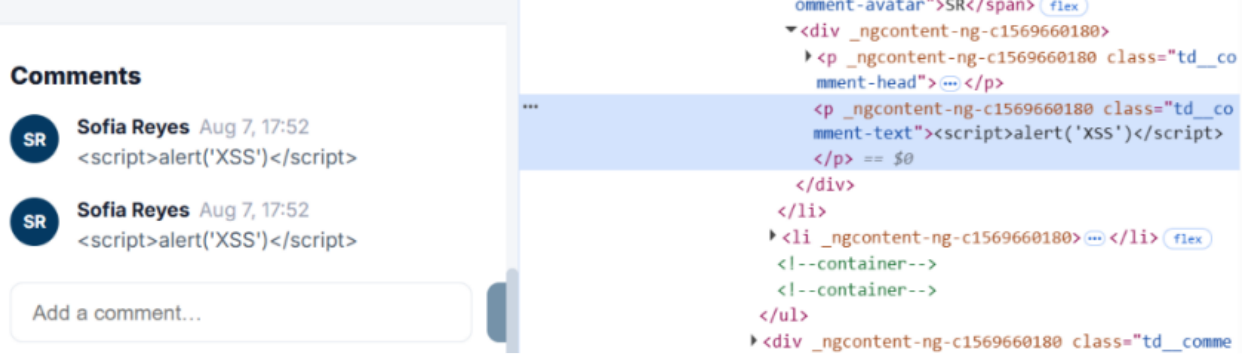 Comments
SR
Sofia Reyes Aug 7, 17:52
<script>alert('XSS')</script>
SR
Sofia Reyes Aug 7, 17:52
<script>alert('XSS')</script>
Add a comment...
omment-avatar">SR</span> flex
<div _ngcontent-ng-c1569660180>
<p _ngcontent-ng-c1569660180 class="td__co
mment-head">…</p>
<p _ngcontent-ng-c1569660180 class="td__co
mment-text"><script>alert('XSS')</script>
</p> == $0
</div>
</li>
<li _ngcontent-ng-c1569660180>…</li> flex
<!--container-->
<!--container-->
</ul>
<div _ngcontent-ng-c1569660180 class="td__comme